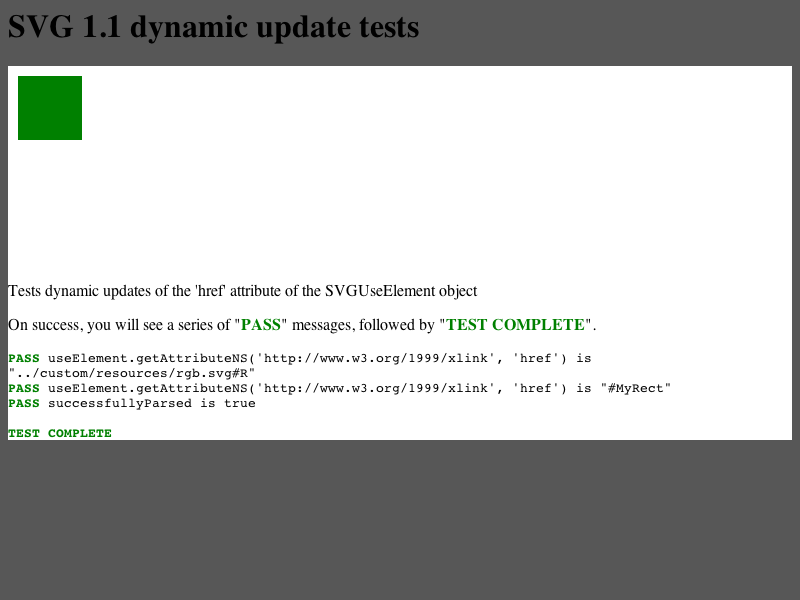 SVG 1.1 dynamic update tests
Tests dynamic updates of the 'href' attribute of the SVGUseElement object
On success, you will see a series of "PASS" messages, followed by "TEST COMPLETE".
PASS useElement.getAttributeNS('http://www.w3.org/1999/xlink', 'href') is
"../custom/resources/rgb.svg#R"
PASS useElement.getAttributeNS('http://www.w3.org/1999/xlink', 'href') is "#MyRect"
PASS successfullyParsed is true
TEST COMPLETE